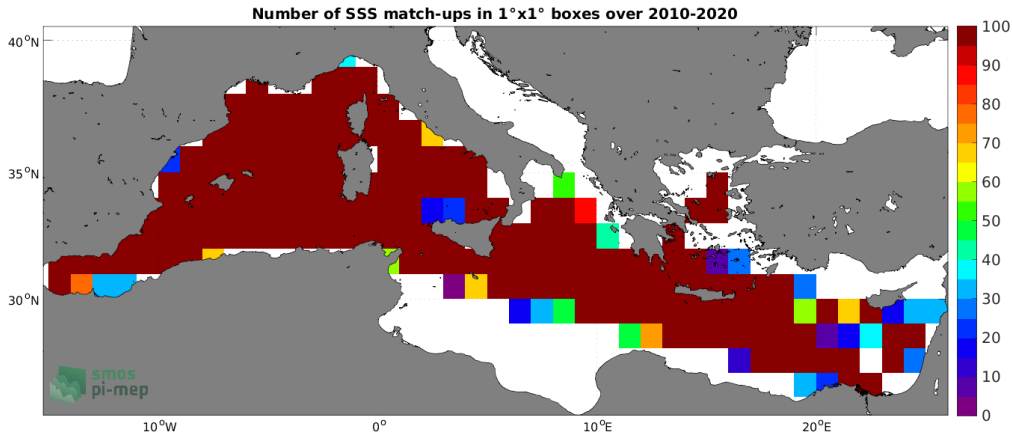 Number of SSS match-ups in 1°x1° boxes over 2010-2020
40°N
35°N
30°N
10°W
0°
10°E
20°E
100
90
80
70
60
50
40
30
20
10
0
smos
pi-mep